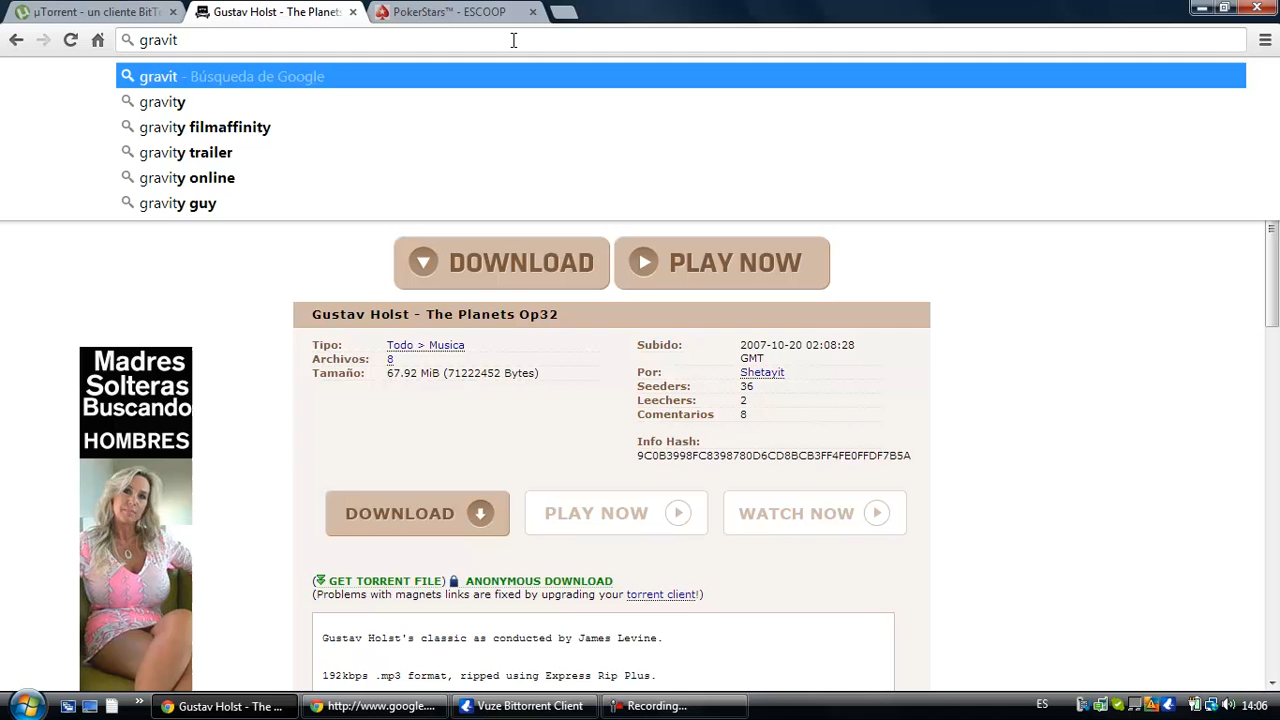 µTorrent - un cliente BitT
Gustav Holst - The Planets
PokerStars™ - ESCOOP
gravit
gravit - Búsqueda de Google
gravity
gravity filmaffinity
gravity trailer
gravity online
gravity guy
DOWNLOAD
PLAY NOW
Gustav Holst - The Planets Op32
Tipo: Todo > Musica
Archivos: 8
Tamaño: 67.92 MiB (71222452 Bytes)
Subido: 2007-10-20 02:08:28
GMT
Por: Shetayit
Seeders: 36
Leechers: 2
Comentarios 8
Info Hash:
9C0B3998FC8398780D6CD8BCB3FF4FE0FFDF7B5A
Madres
Solteras
Buscando
HOMBRES
DOWNLOAD
PLAY NOW
WATCH NOW
(GET TORRENT FILE) ANONYMOUS DOWNLOAD
(Problems with magnets links are fixed by upgrading your torrent client!)
Gustav Holst's classic as conducted by James Levine.
192kbps .mp3 format, ripped using Express Rip Plus.
Gustav Holst - The ...
http://www.google....
Vuze Bittorrent Client
Recording...
ES
14:06